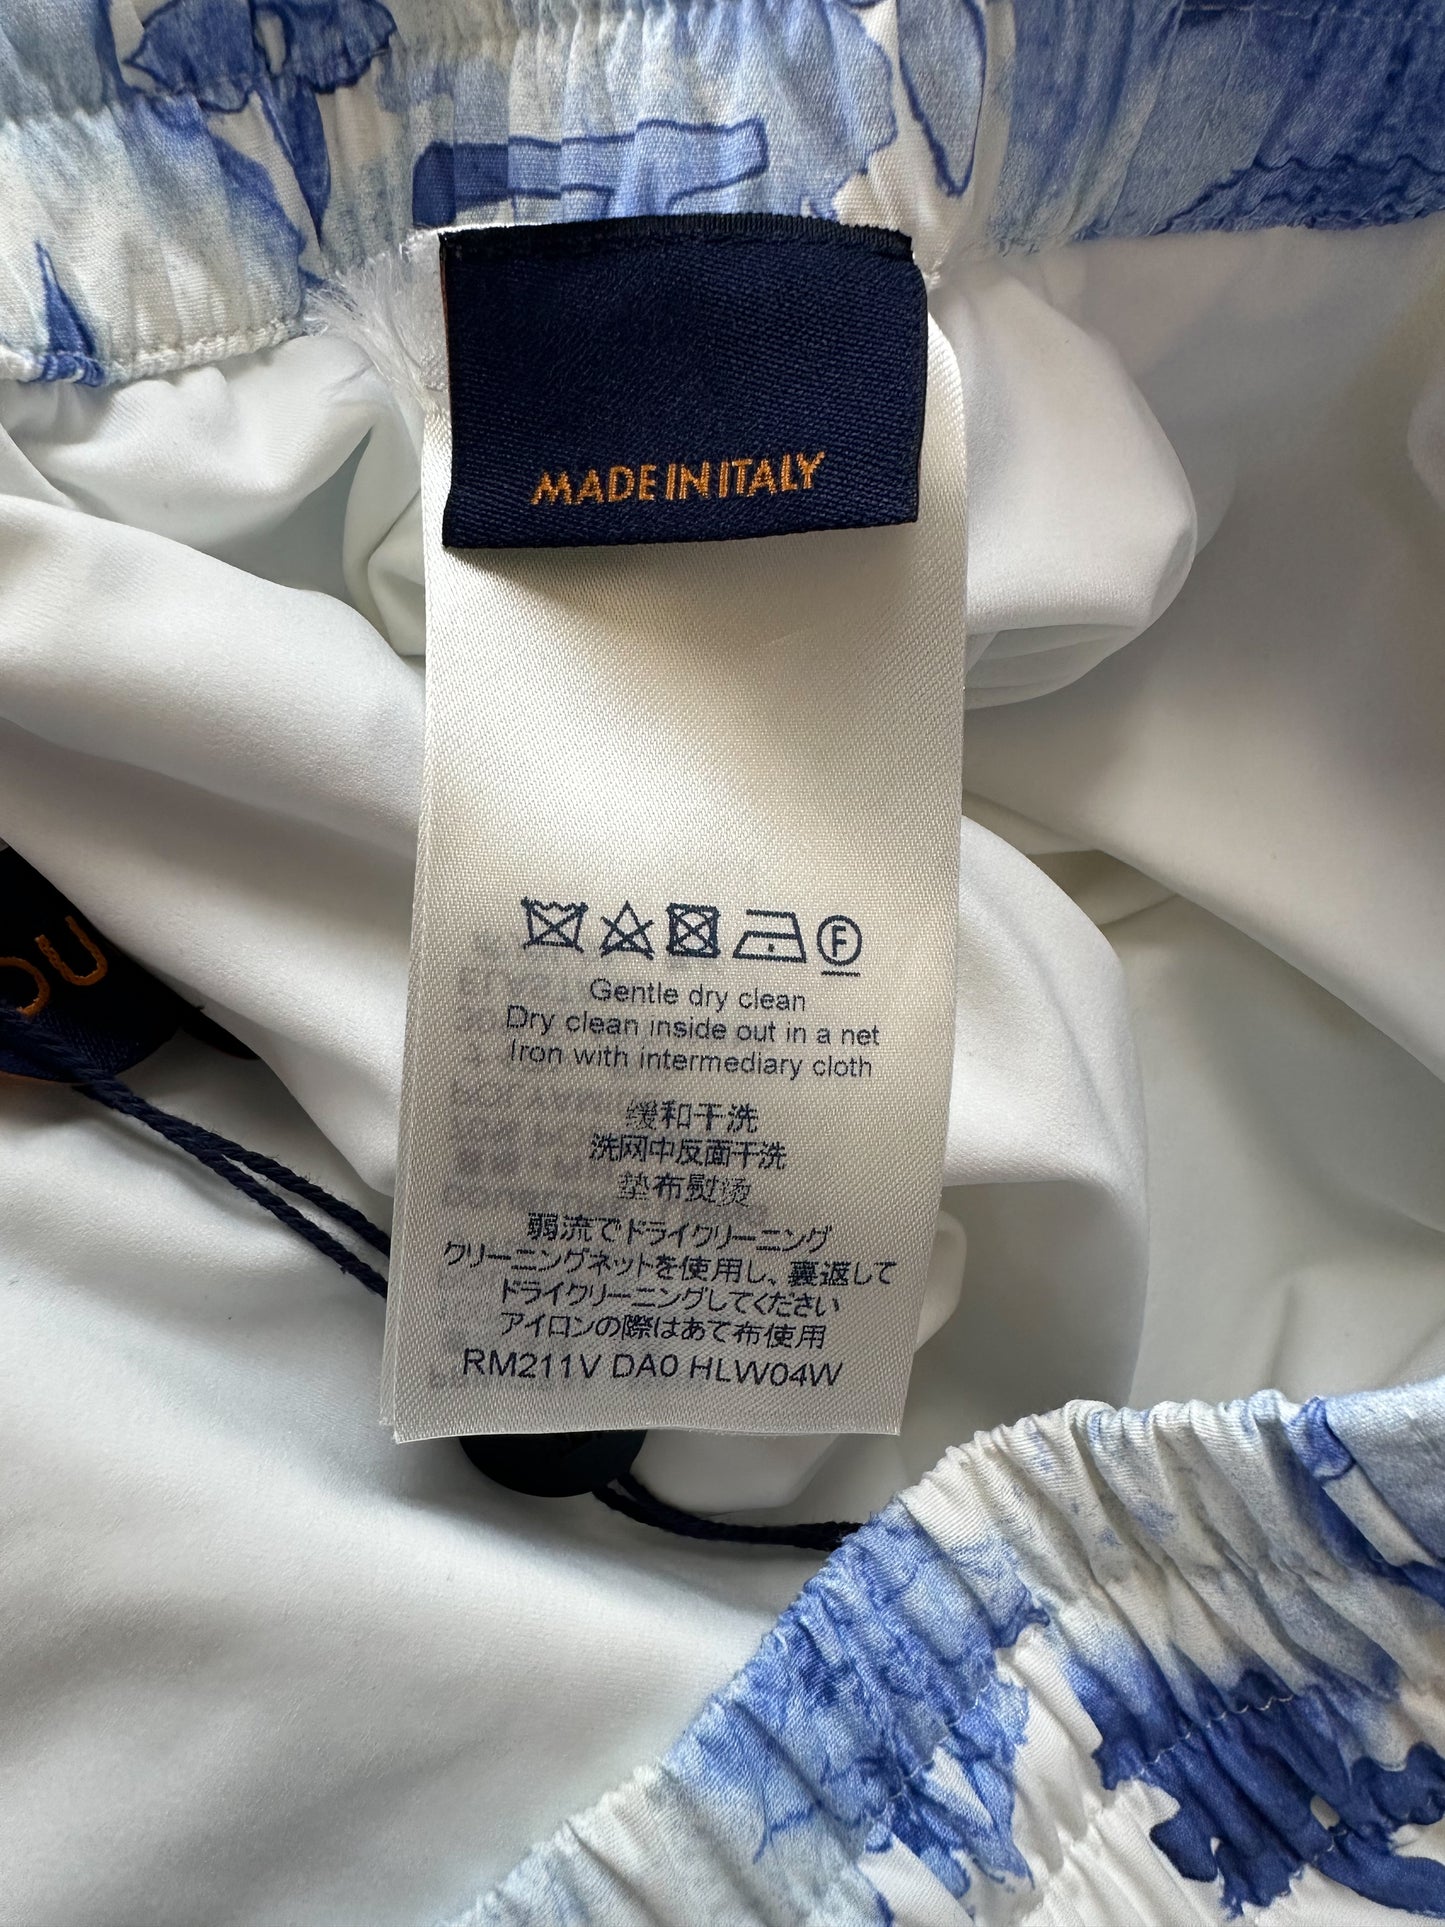 MADE IN ITALY
OU
F
Gentle dry clean
Dry clean inside out in a net
Iron with intermediary cloth
缓和干洗
洗网中反面干洗
垫布熨烫
弱流でドライクリーニング
クリーニングネットを使用し、裏返して
ドライクリーニングしてください
アイロンの際はあて布使用
RM211V DA0 HLW04W